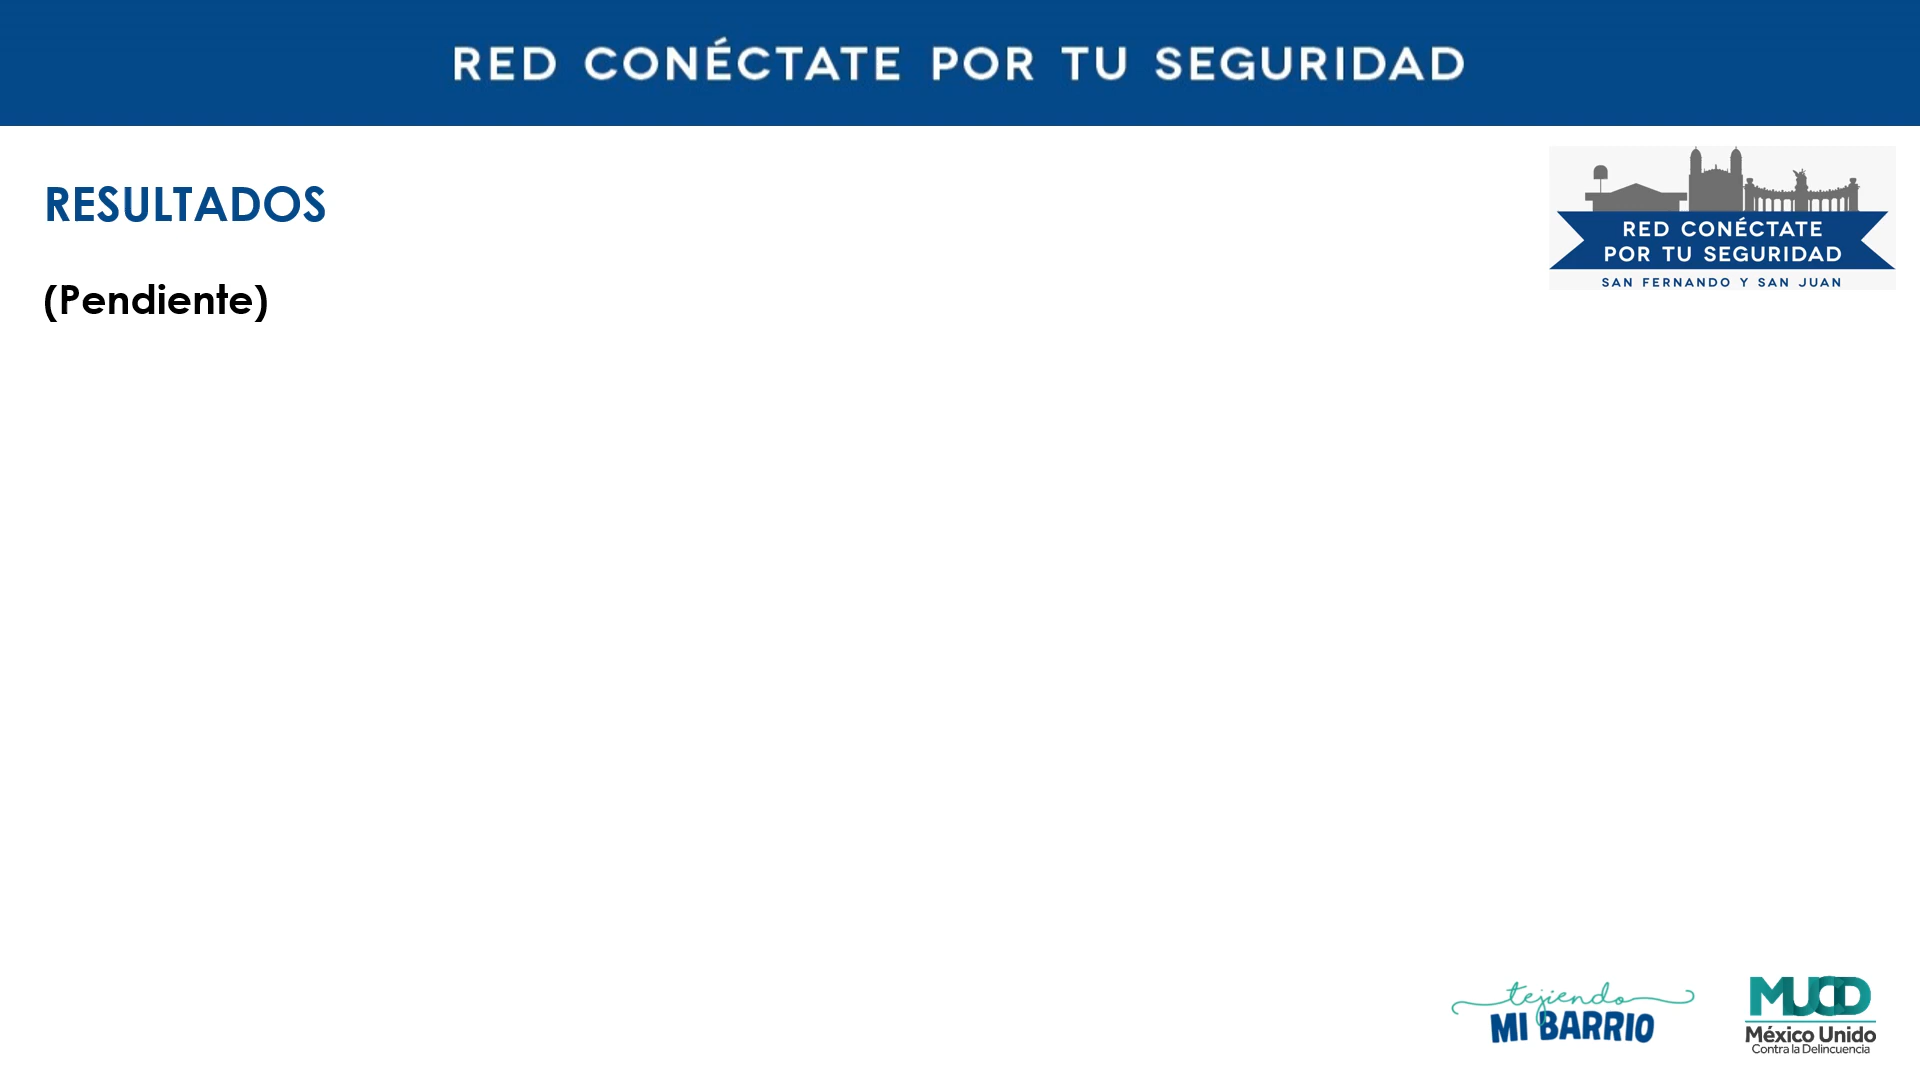 RED CONÉCTATE POR TU SEGURIDAD
RESULTADOS
(Pendiente)
RED CONÉCTATE
POR TU SEGURIDAD
SAN FERNANDO Y SAN JUAN
tejiendo
MI BARRIO
MUCD
México Unido
Contra la Delincuencia